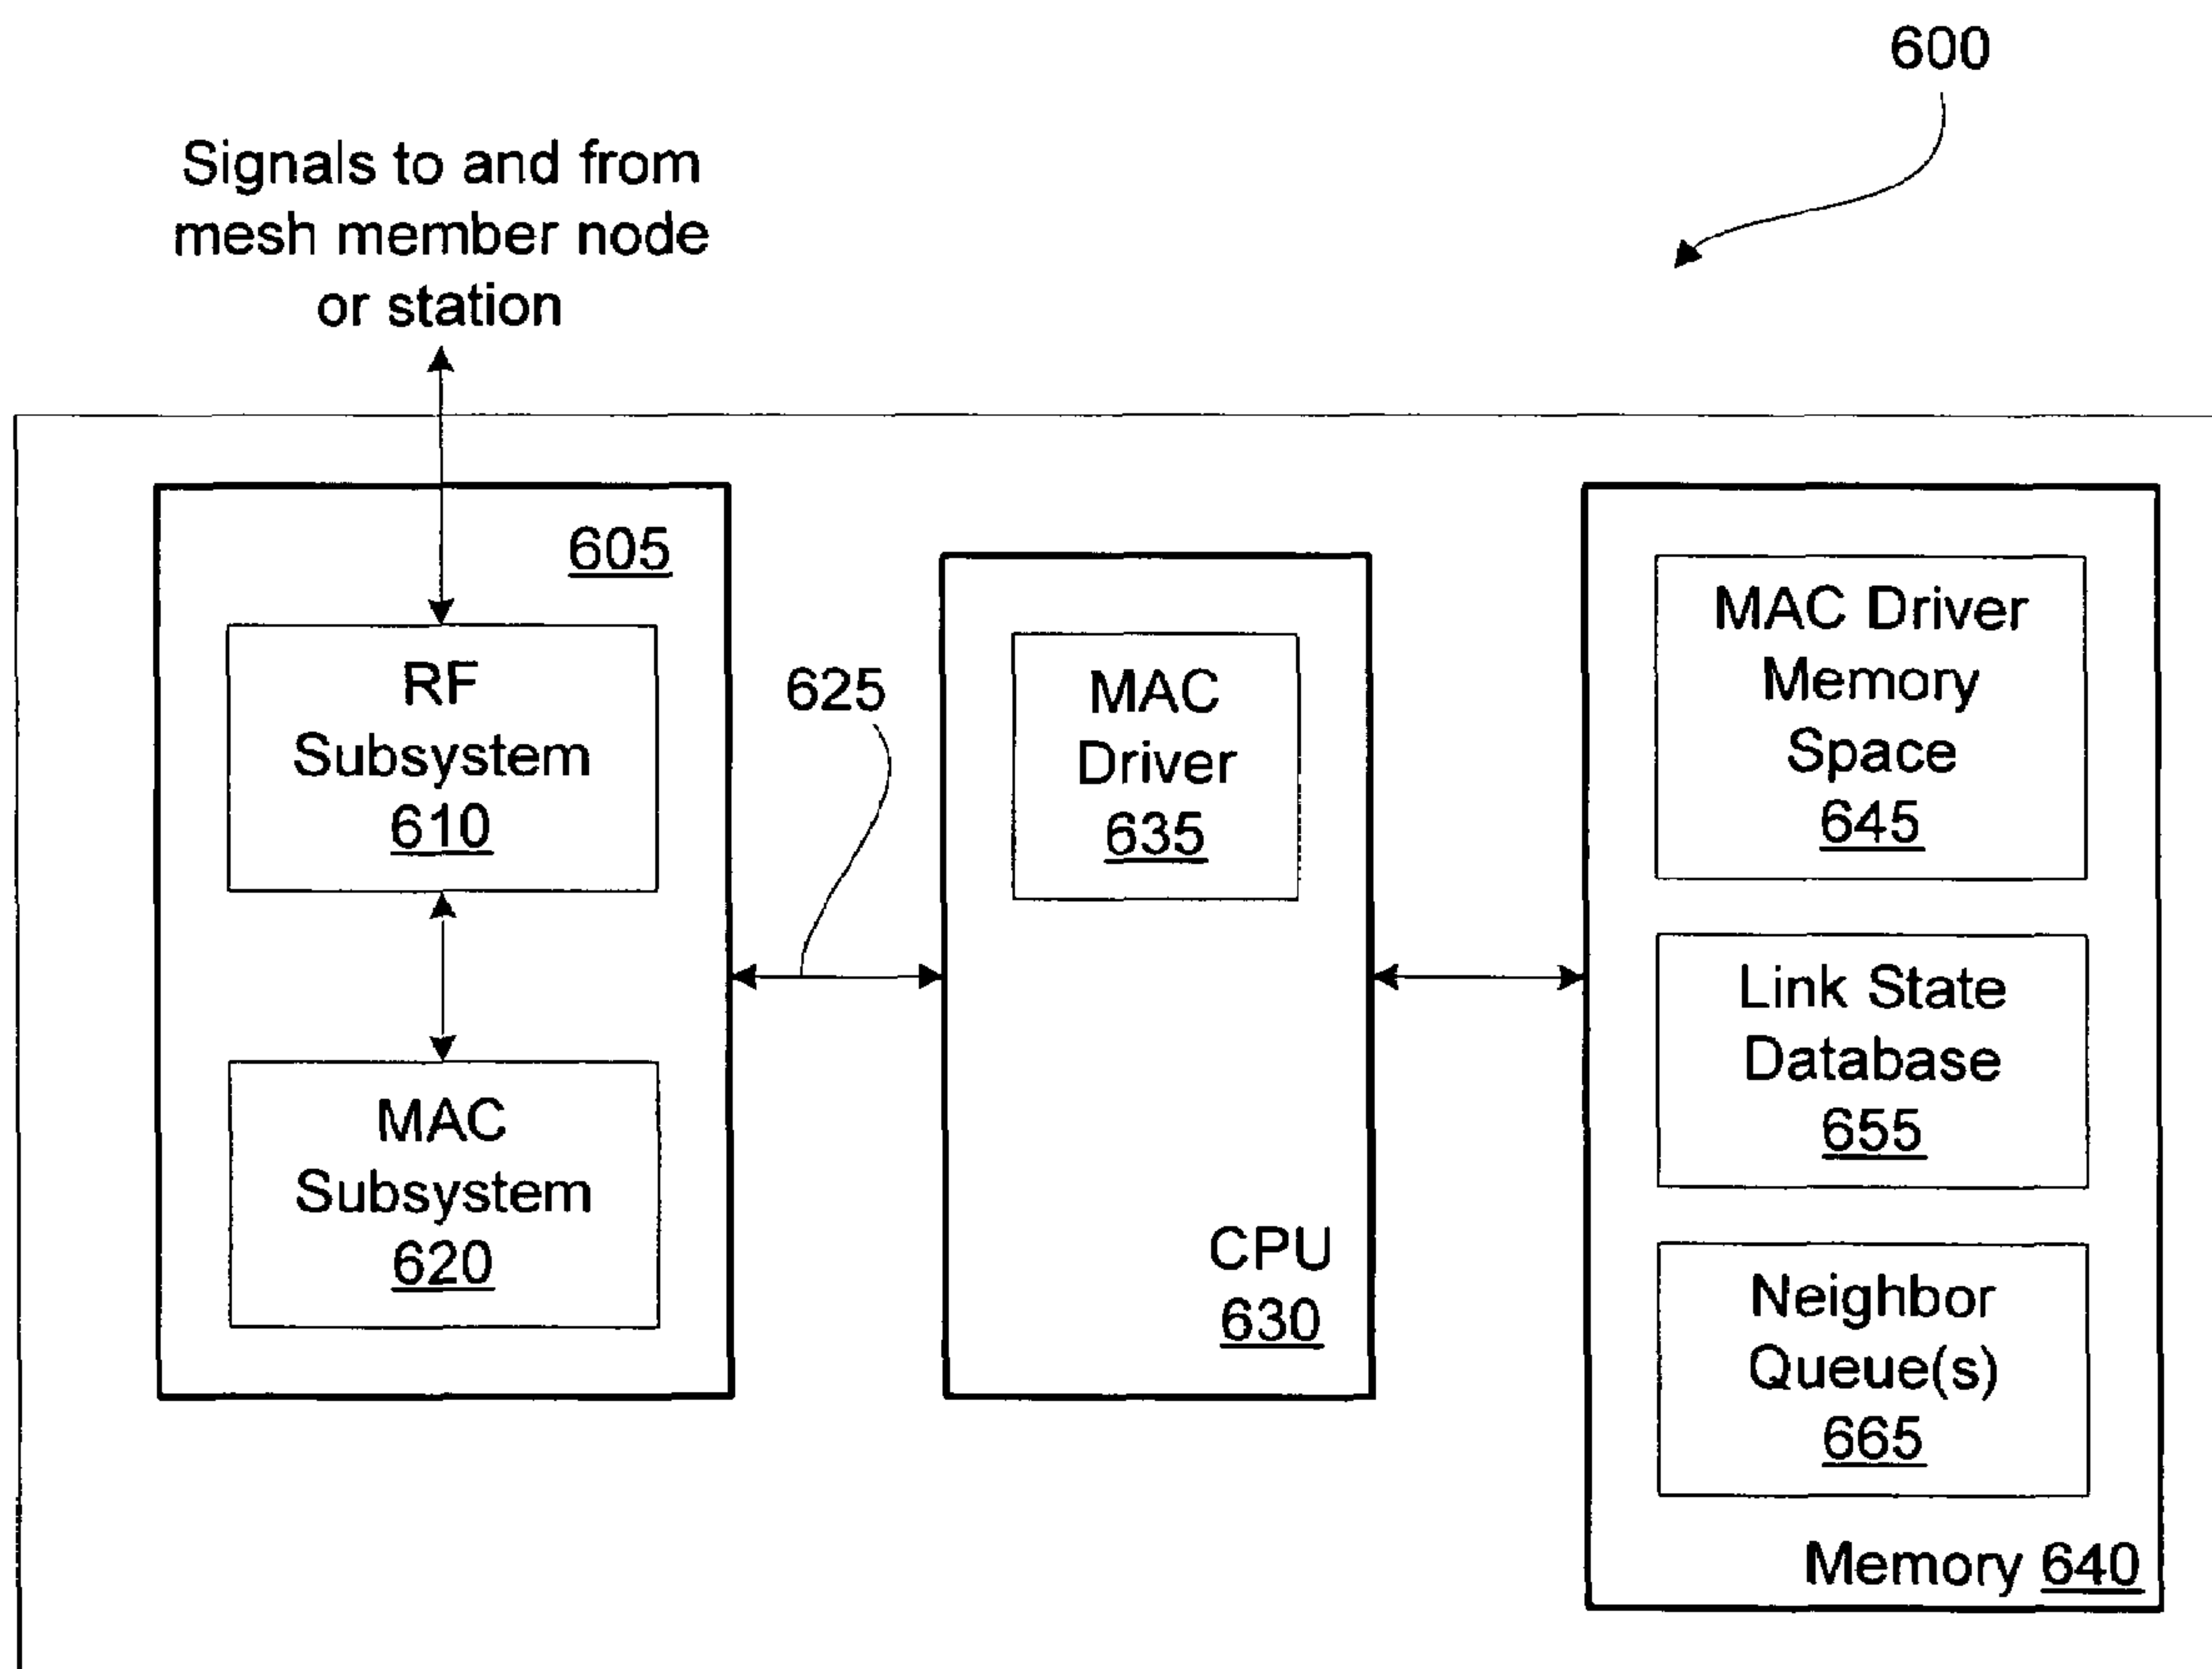 600
Signals to and from
mesh member node
or station
605
RF
Subsystem
610
MAC
Subsystem
620
625
MAC
Driver
635
CPU
630
MAC Driver
Memory
Space
645
Link State
Database
655
Neighbor
Queue(s)
665
Memory 640